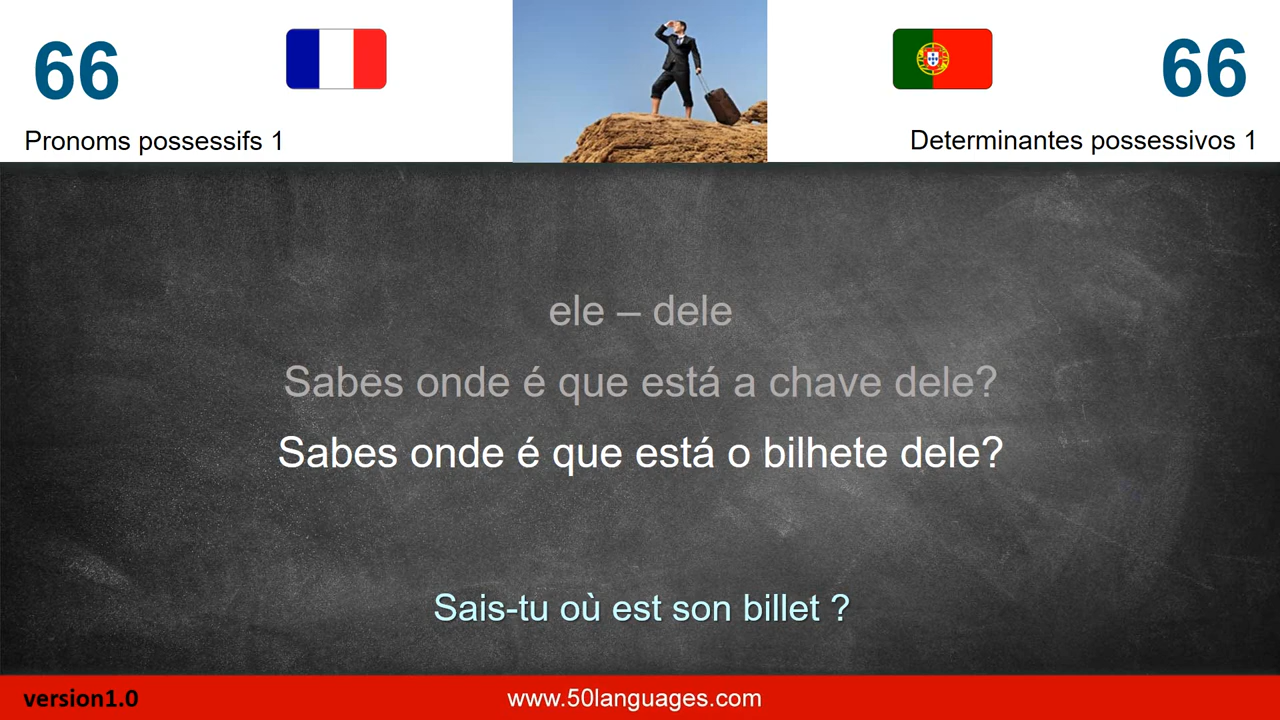 66
66
Pronoms possessifs 1
Determinantes possessivos 1
ele – dele
Sabes onde é que está a chave dele?
Sabes onde é que está o bilhete dele?
Sais-tu où est son billet ?
version1.0
www.50languages.com